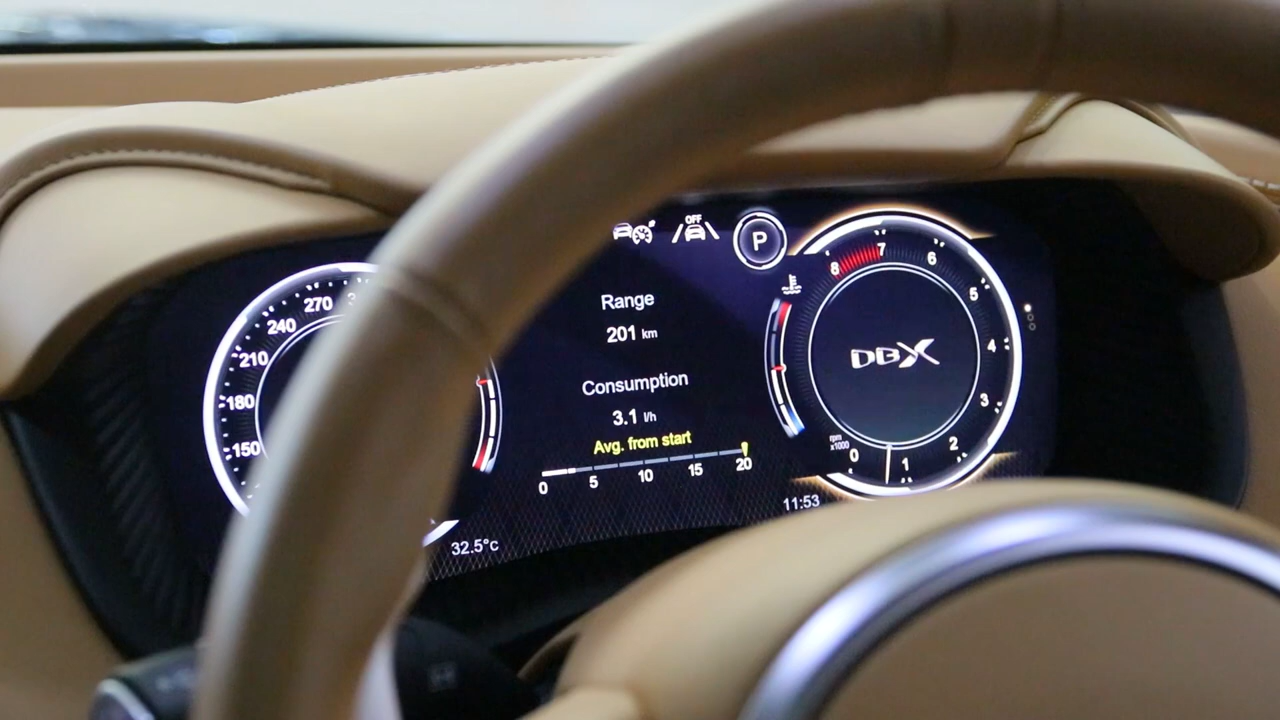 OFF
P
270
240
210
180
150
Range
201 km
Consumption
3.1 l/h
Avg. from start
0 5 10 15 20
32.5°c
8 7 6 5 4 3 2 1 0
DBX
rpm
x1000
11:53